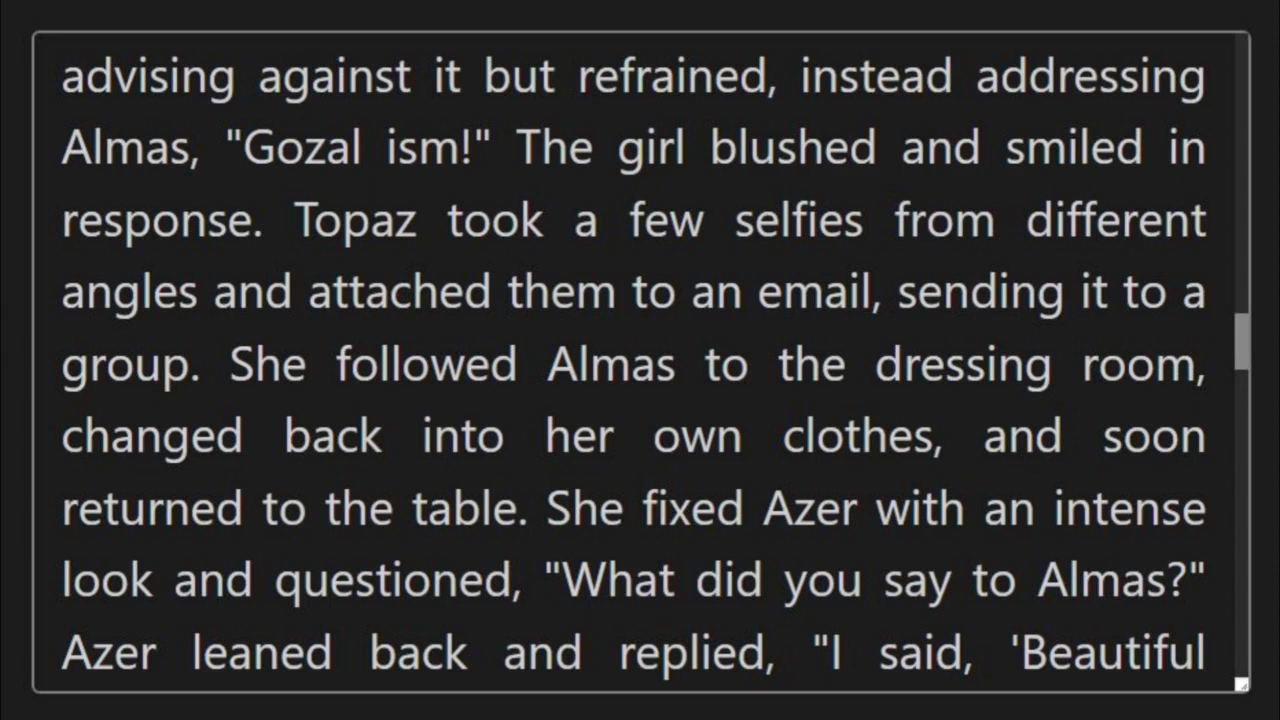 advising against it but refrained, instead addressing
Almas, "Gozal ism!" The girl blushed and smiled in
response. Topaz took a few selfies from different
angles and attached them to an email, sending it to a
group. She followed Almas to the dressing room,
changed back into her own clothes, and soon
returned to the table. She fixed Azer with an intense
look and questioned, "What did you say to Almas?"
Azer leaned back and replied, "I said, 'Beautiful